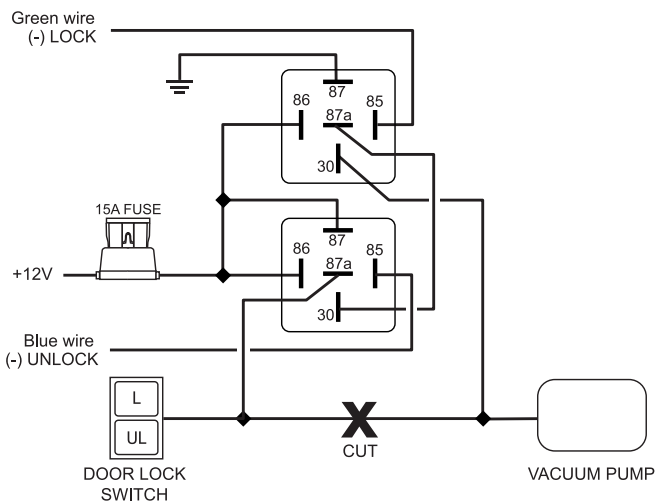 Green wire
(-) LOCK
87
86
85
87a
30
15A FUSE
87
86
85
87a
+12V
30
Blue wire
(-) UNLOCK
L
UL
CUT
DOOR LOCK
SWITCH
VACUUM PUMP